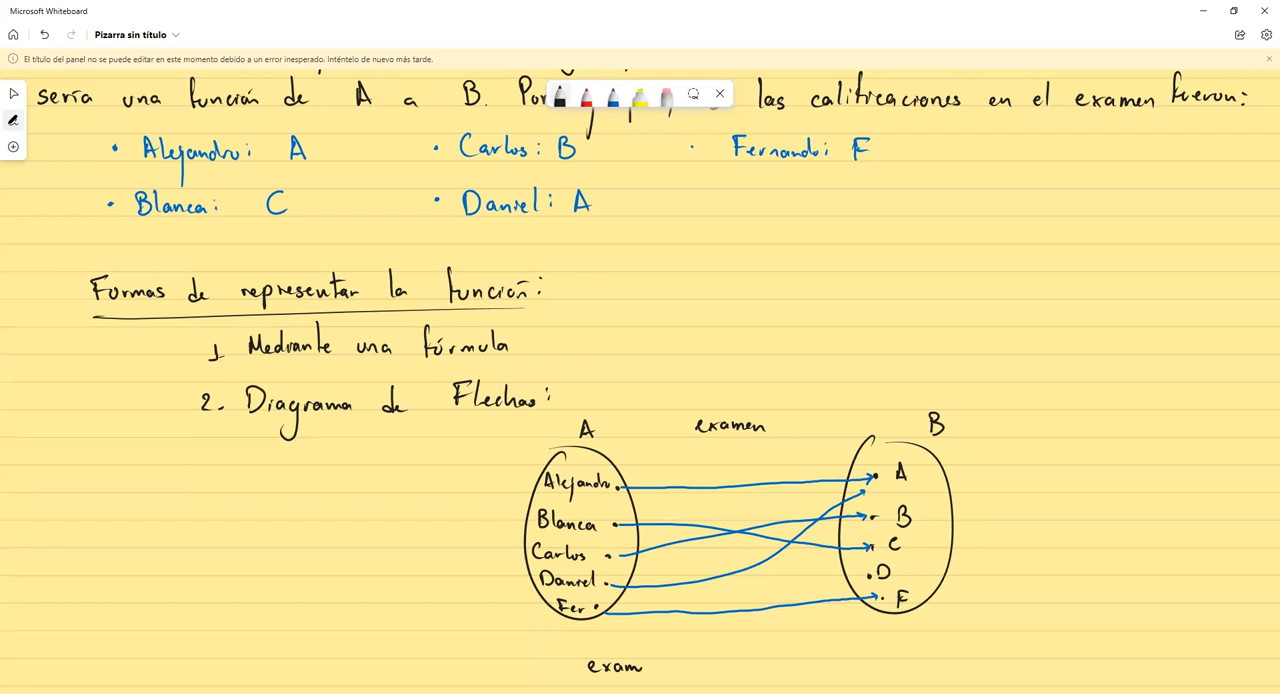 Microsoft Whiteboard
Pizarra sin título
El título del panel no se puede editar en este momento debido a un error inesperado. Inténtelo de nuevo más tarde.
sería una función de A a B. Por las calificaciones en el examen fueron:
• Alejandro: A • Carlos: B • Fernando: F
• Blanca: C • Daniel: A
Formas de representar la función:
1 Mediante una fórmula
2. Diagrama de Flechas:
A examen B
Alejandro A
Blanca B
Carlos C
Daniel D
Fer F
exam